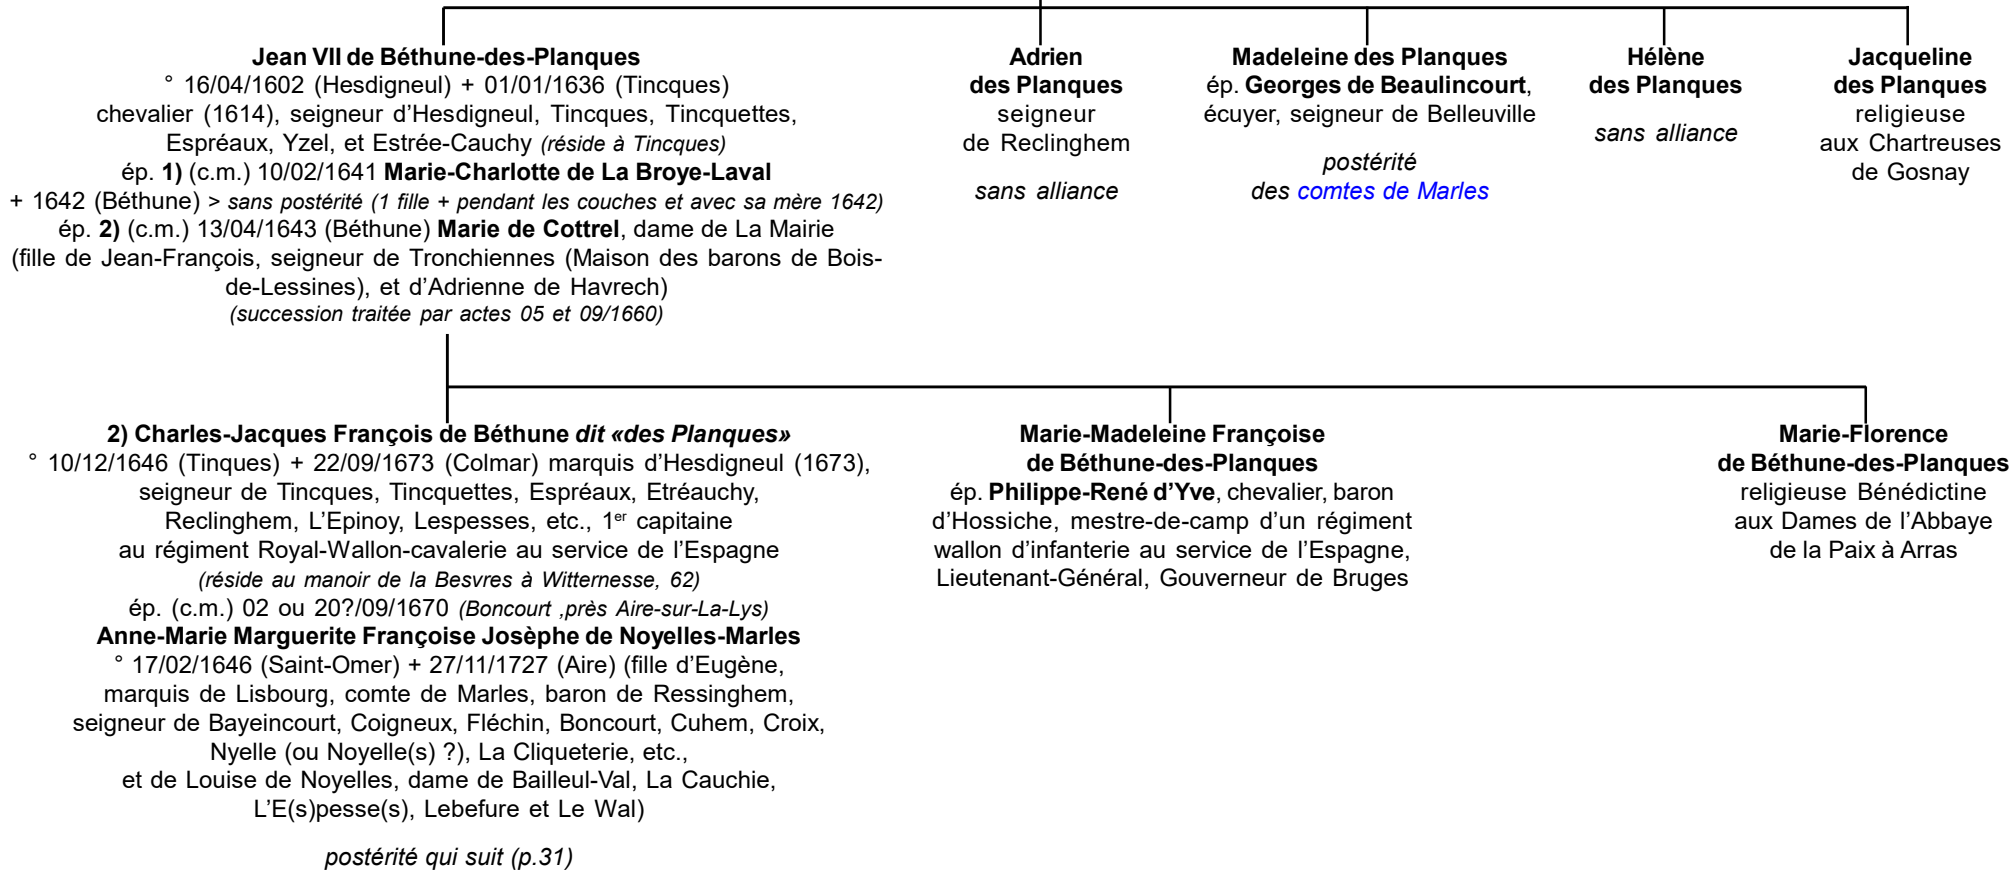 Jean VII de Béthune-des-Planques
° 16/04/1602 (Hesdigneul) + 01/01/1636 (Tincques)
chevalier (1614), seigneur d’Hesdigneul, Tincques, Tincquettes,
Espréaux, Yzel, et Estrée-Cauchy (réside à Tincques)
ép. 1) (c.m.) 10/02/1641 Marie-Charlotte de La Broye-Laval
+ 1642 (Béthune) > sans postérité (1 fille + pendant les couches et avec sa mère 1642)
ép. 2) (c.m.) 13/04/1643 (Béthune) Marie de Cottrel, dame de La Mairie
(fille de Jean-François, seigneur de Tronchiennes (Maison des barons de Bois-
de-Lessines), et d’Adrienne de Havrech)
(succession traitée par actes 05 et 09/1660)
Adrien
des Planques
seigneur
de Reclinghem
sans alliance
Madeleine des Planques
ép. Georges de Beaulincourt,
écuyer, seigneur de Belleuville
postérité
des comtes de Marles
Hélène
des Planques
sans alliance
Jacqueline
des Planques
religieuse
aux Chartreuses
de Gosnay
2) Charles-Jacques François de Béthune dit «des Planques»
° 10/12/1646 (Tinques) + 22/09/1673 (Colmar) marquis d’Hesdigneul (1673),
seigneur de Tincques, Tincquettes, Espréaux, Etréauchy,
Reclinghem, L’Epinoy, Lespesses, etc., 1er capitaine
au régiment Royal-Wallon-cavalerie au service de l’Espagne
(réside au manoir de la Besvres à Witternesse, 62)
ép. (c.m.) 02 ou 20?/09/1670 (Boncourt ,près Aire-sur-La-Lys)
Anne-Marie Marguerite Françoise Josèphe de Noyelles-Marles
° 17/02/1646 (Saint-Omer) + 27/11/1727 (Aire) (fille d’Eugène,
marquis de Lisbourg, comte de Marles, baron de Ressinghem,
seigneur de Bayeincourt, Coigneux, Fléchin, Boncourt, Cuhem, Croix,
Nyelle (ou Noyelle(s) ?), La Cliqueterie, etc.,
et de Louise de Noyelles, dame de Bailleul-Val, La Cauchie,
L’E(s)pesse(s), Lebefure et Le Wal)
postérité qui suit (p.31)
Marie-Madeleine Françoise
de Béthune-des-Planques
ép. Philippe-René d’Yve, chevalier, baron
d’Hossiche, mestre-de-camp d’un régiment
wallon d’infanterie au service de l’Espagne,
Lieutenant-Général, Gouverneur de Bruges
Marie-Florence
de Béthune-des-Planques
religieuse Bénédictine
aux Dames de l’Abbaye
de la Paix à Arras